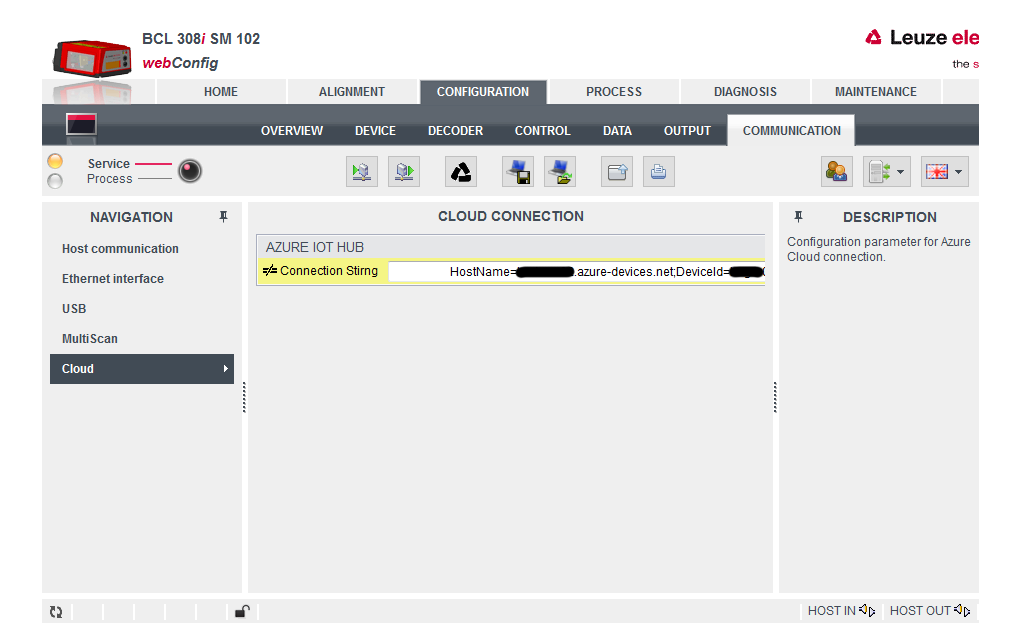 BCL 308i SM 102
webConfig
Leuze ele
the s
HOME ALIGNMENT CONFIGURATION PROCESS DIAGNOSIS MAINTENANCE
OVERVIEW DEVICE DECODER CONTROL DATA OUTPUT COMMUNICATION
Service
Process
NAVIGATION
Host communication
Ethernet interface
USB
MultiScan
Cloud
CLOUD CONNECTION
AZURE IOT HUB
Connection Stirng HostName= .azure-devices.net;DeviceId=
DESCRIPTION
Configuration parameter for Azure
Cloud connection.
HOST IN HOST OUT